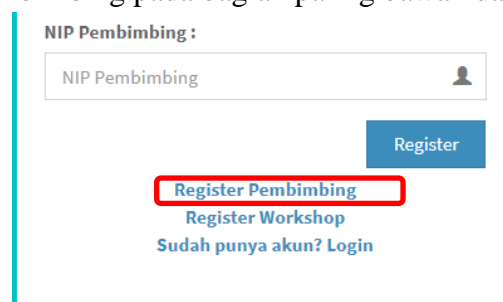 NIP Pembimbing :
NIP Pembimbing
Register
Register Pembimbing
Register Workshop
Sudah punya akun? Login